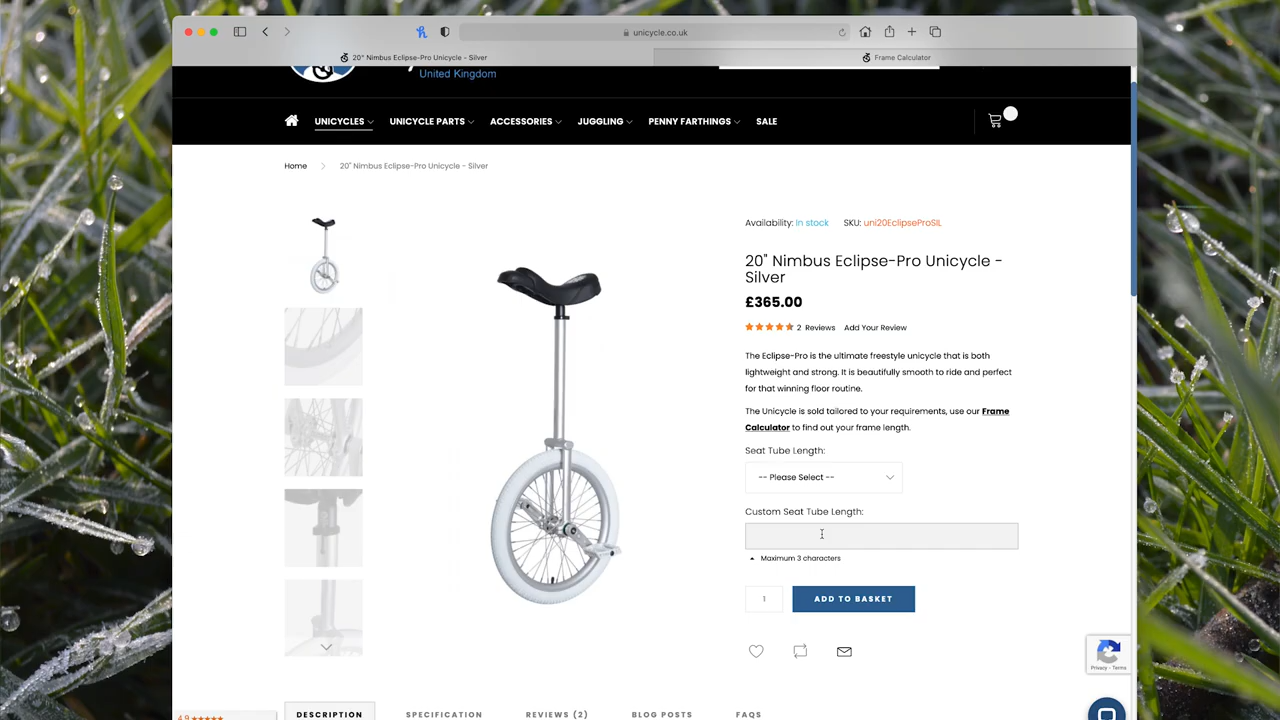 unicycle.co.uk
20" Nimbus Eclipse-Pro Unicycle - Silver
Frame Calculator
United Kingdom
UNICYCLES
UNICYCLE PARTS
ACCESSORIES
JUGGLING
PENNY FARTHINGS
SALE
Home
20" Nimbus Eclipse-Pro Unicycle - Silver
Availability: In stock SKU: uni20EclipseProSIL
20" Nimbus Eclipse-Pro Unicycle -
Silver
£365.00
2 Reviews Add Your Review
The Eclipse-Pro is the ultimate freestyle unicycle that is both
lightweight and strong. It is beautifully smooth to ride and perfect
for that winning floor routine.
The Unicycle is sold tailored to your requirements, use our Frame
Calculator to find out your frame length.
Seat Tube Length:
-- Please Select --
Custom Seat Tube Length:
Maximum 3 characters
1
ADD TO BASKET
Privacy - Terms
DESCRIPTION
SPECIFICATION
REVIEWS (2)
BLOG POSTS
FAQS
4.9